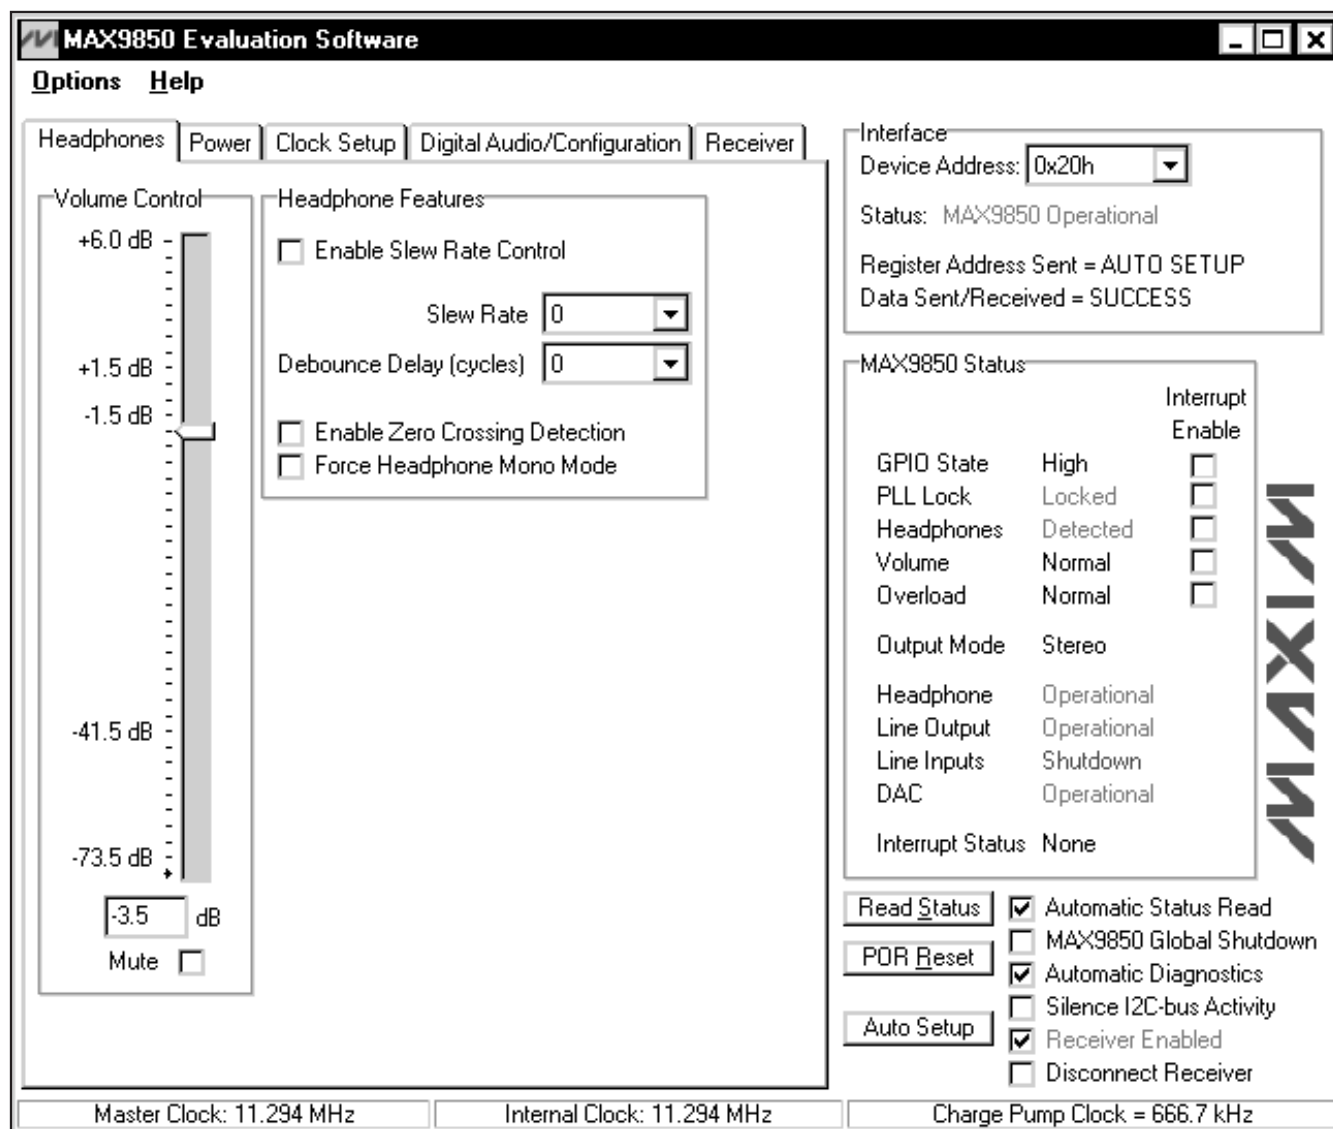 MAX9850 Evaluation Software
Options Help
Headphones Power Clock Setup Digital Audio/Configuration Receiver
Volume Control
+6.0 dB
+1.5 dB
-1.5 dB
-41.5 dB
-73.5 dB
-3.5 dB
Mute
Headphone Features
Enable Slew Rate Control
Slew Rate 0
Debounce Delay (cycles) 0
Enable Zero Crossing Detection
Force Headphone Mono Mode
Interface
Device Address: 0x20h
Status: MAX9850 Operational
Register Address Sent = AUTO SETUP
Data Sent/Received = SUCCESS
MAX9850 Status
Interrupt
Enable
GPIO State High
PLL Lock Locked
Headphones Detected
Volume Normal
Overload Normal
Output Mode Stereo
Headphone Operational
Line Output Operational
Line Inputs Shutdown
DAC Operational
Interrupt Status None
MAXIM
Read Status Automatic Status Read
MAX9850 Global Shutdown
POR Reset
Automatic Diagnostics
Silence I2C-bus Activity
Auto Setup
Receiver Enabled
Disconnect Receiver
Master Clock: 11.294 MHz Internal Clock: 11.294 MHz Charge Pump Clock = 666.7 kHz